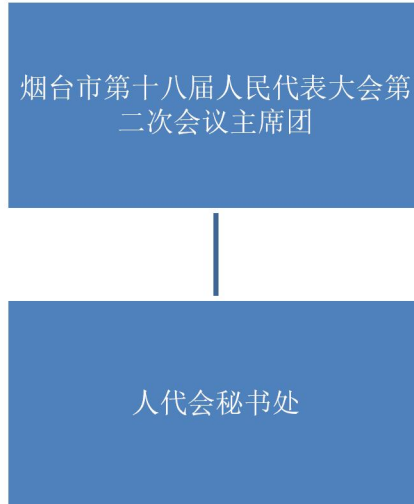 烟台市第十八届人民代表大会第
二次会议主席团
人代会秘书处